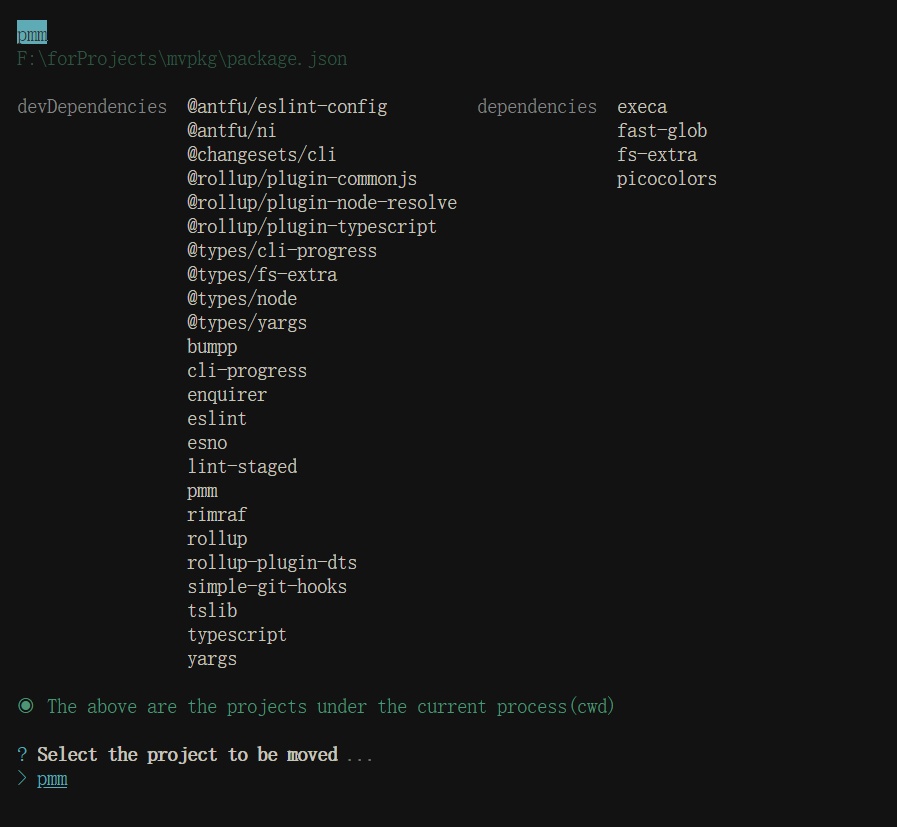 pmm
F:\forProjects\mvpkg\package.json
devDependencies @antfu/eslint-config dependencies execa
@antfu/ni fast-glob
@changesets/cli fs-extra
@rollup/plugin-commonjs picocolors
@rollup/plugin-node-resolve
@rollup/plugin-typescript
@types/cli-progress
@types/fs-extra
@types/node
@types/yargs
bumpp
cli-progress
enquirer
eslint
esno
lint-staged
pmm
rimraf
rollup
rollup-plugin-dts
simple-git-hooks
tslib
typescript
yargs
◉ The above are the projects under the current process(cwd)
? Select the project to be moved ...
> pmm